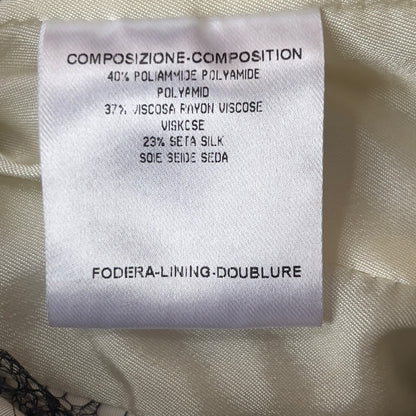 COMPOSIZIONE-COMPOSITION
40% POLIAMMIDE POLYAMIDE
POLYAMID
37% VISCOSA RAYON VISCOSE
VISKOSE
23% SETA SILK
SOIE SEIDE SEDA
FODERA-LINING-DOUBLURE